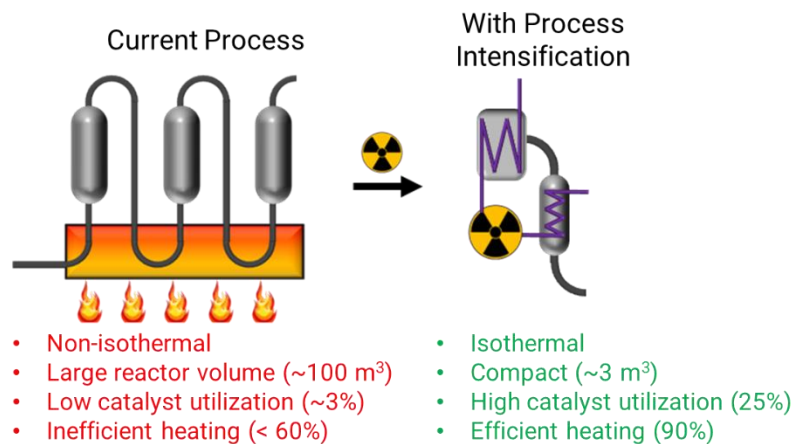 Current Process
With Process
Intensification
• Non-isothermal
• Large reactor volume (~100 m³)
• Low catalyst utilization (~3%)
• Inefficient heating (< 60%)
• Isothermal
• Compact (~3 m³)
• High catalyst utilization (25%)
• Efficient heating (90%)